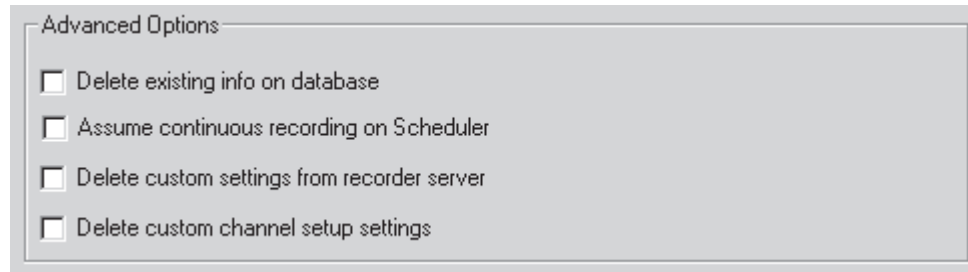 Advanced Options
Delete existing info on database
Assume continuous recording on Scheduler
Delete custom settings from recorder server
Delete custom channel setup settings